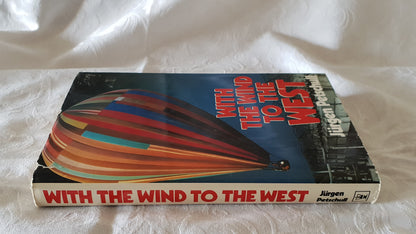 WITH
THE WIND
TO THE
WEST
Jürgen Petschull
WITH THE WIND TO THE WEST
Jürgen
Petschull